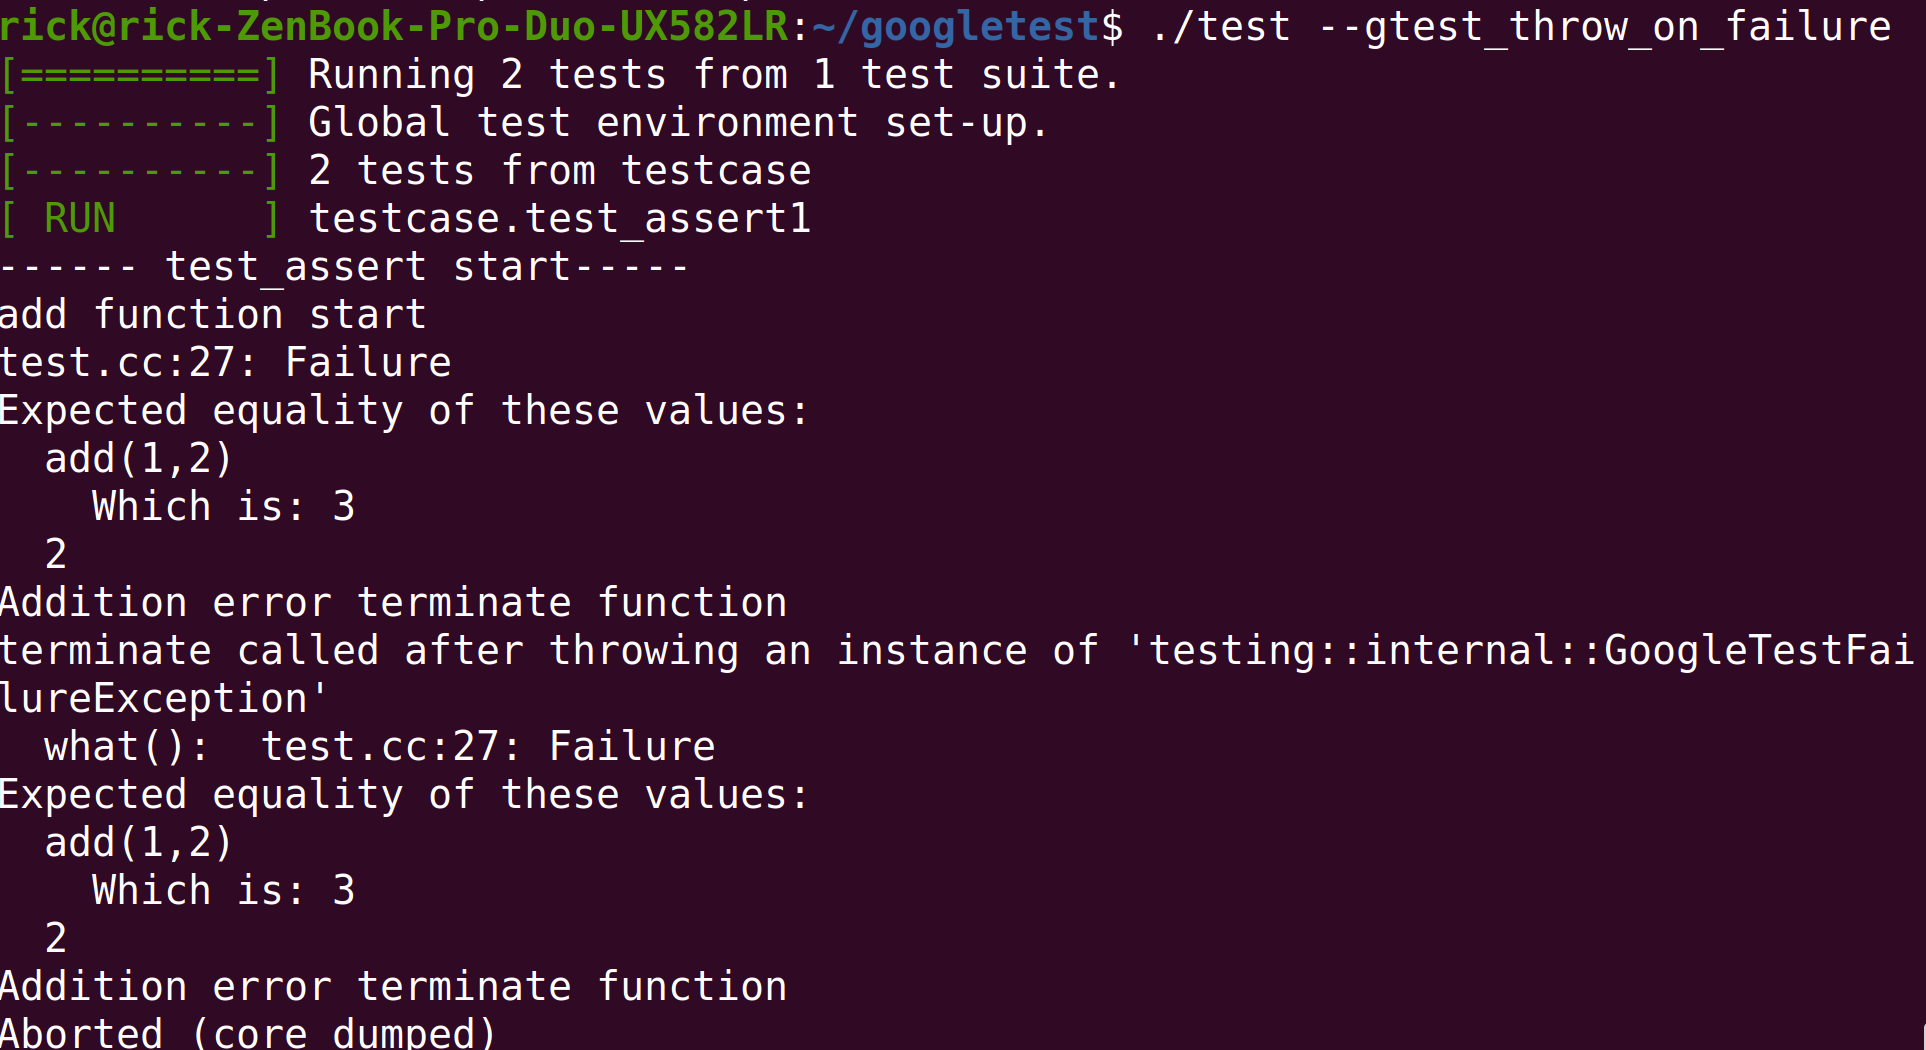 rick@rick-ZenBook-Pro-Duo-UX582LR:~/googletest$ ./test --gtest_throw_on_failure
[==========] Running 2 tests from 1 test suite.
[----------] Global test environment set-up.
[----------] 2 tests from testcase
[ RUN      ] testcase.test_assert1
------ test_assert start-----
add function start
test.cc:27: Failure
Expected equality of these values:
  add(1,2)
    Which is: 3
  2
Addition error terminate function
terminate called after throwing an instance of 'testing::internal::GoogleTestFai
lureException'
  what():  test.cc:27: Failure
Expected equality of these values:
  add(1,2)
    Which is: 3
  2
Addition error terminate function
Aborted (core dumped)